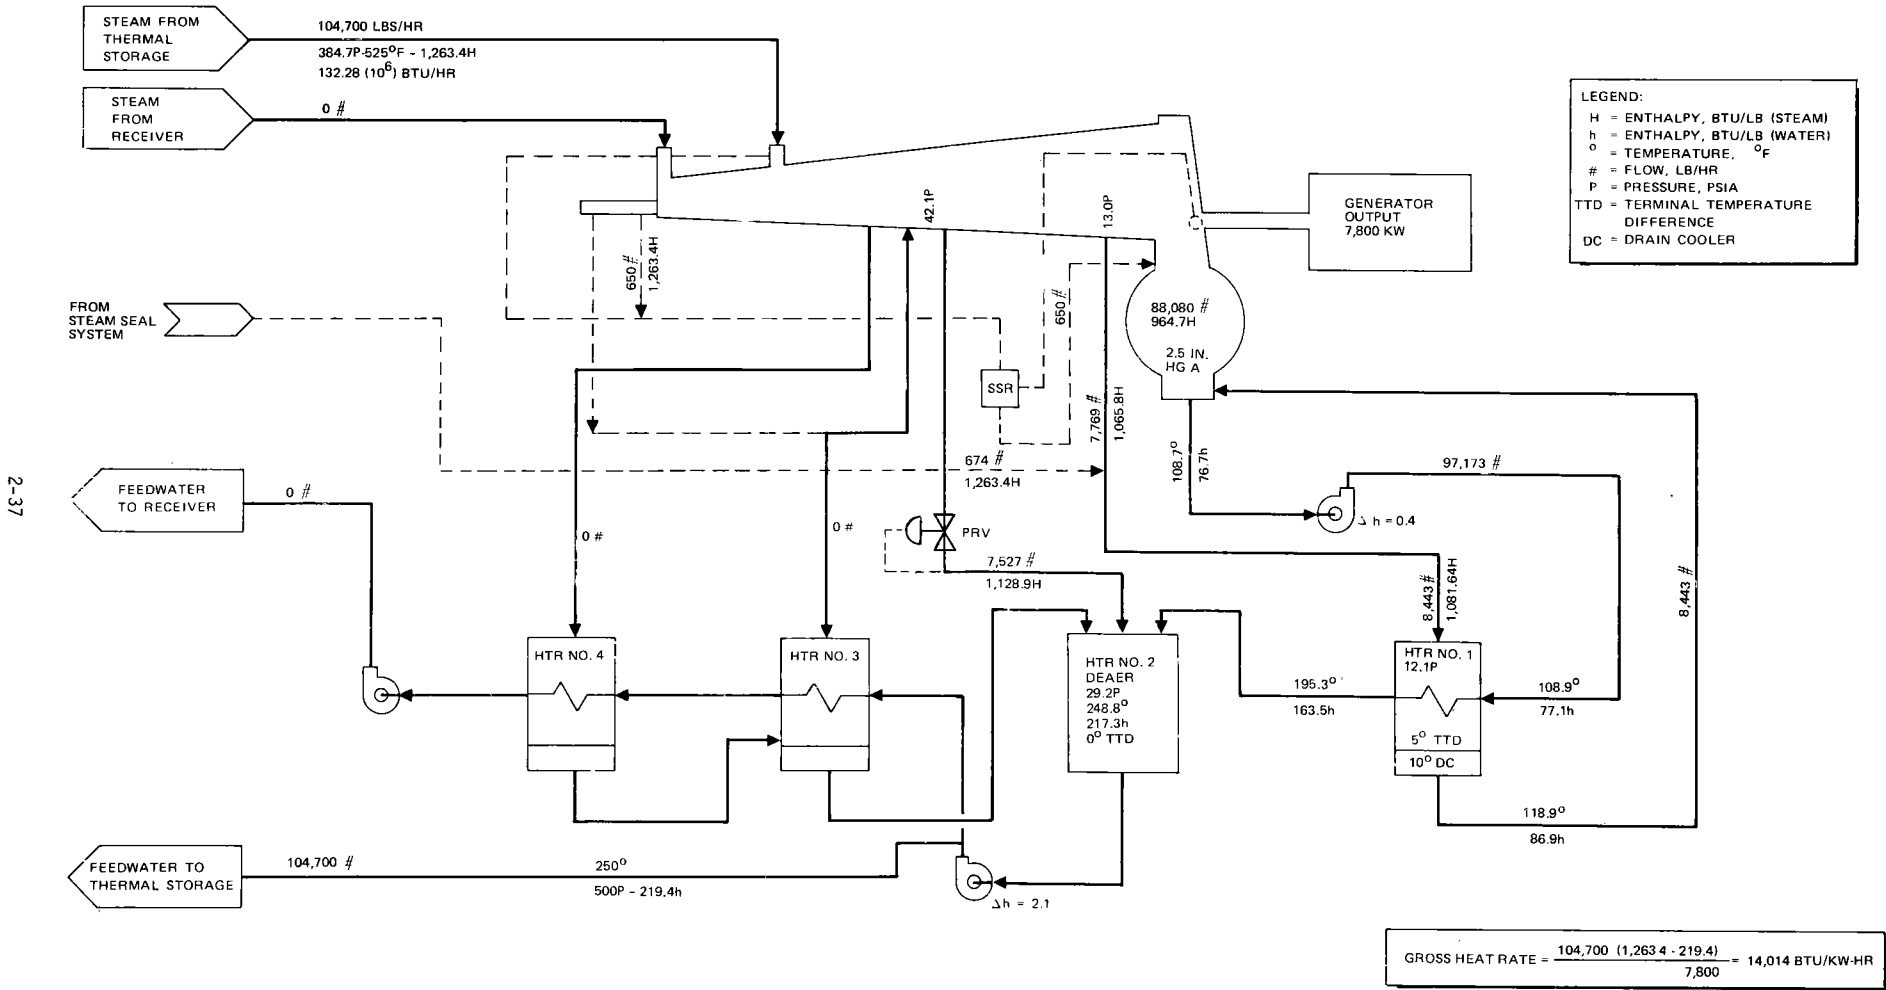 STEAM FROM
THERMAL
STORAGE
104,700 LBS/HR
384.7P-525°F - 1,263.4H
132.28 (10⁶) BTU/HR
STEAM
FROM
RECEIVER
0 #
LEGEND:
H = ENTHALPY, BTU/LB (STEAM)
h = ENTHALPY, BTU/LB (WATER)
° = TEMPERATURE, °F
# = FLOW, LB/HR
P = PRESSURE, PSIA
TTD = TERMINAL TEMPERATURE
DIFFERENCE
DC = DRAIN COOLER
GENERATOR
OUTPUT
7,800 KW
42.1P
13.0P
650 #
1,263.4H
FROM
STEAM SEAL
SYSTEM
650 #
88,080 #
964.7H
2.5 IN.
HG A
SSR
7,769 #
1,065.8H
108.7°
76.7h
674 #
1,263.4H
97,173 #
Δ h = 0.4
2-37
FEEDWATER
TO RECEIVER
0 #
0 #
0 #
PRV
7,527 #
1,128.9H
8,443 #
1,081.64H
8,443 #
HTR NO. 4
HTR NO. 3
HTR NO. 2
DEAER
29.2P
248.8°
217.3h
0° TTD
195.3°
163.5h
HTR NO. 1
12.1P
5° TTD
10° DC
108.9°
77.1h
118.9°
86.9h
FEEDWATER TO
THERMAL STORAGE
104,700 #
250°
500P - 219.4h
Δh = 2.1
GROSS HEAT RATE = 104,700 (1,263 4 - 219.4) / 7,800 = 14,014 BTU/KW-HR